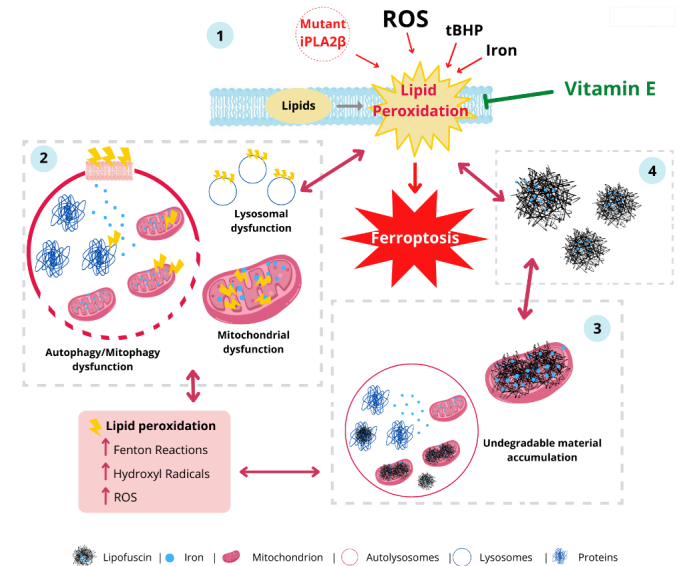 1
Mutant
iPLA2β
ROS
tBHP
Iron
Lipids
Lipid
Peroxidation
Vitamin E
2
Lysosomal
dysfunction
Mitochondrial
dysfunction
Autophagy/Mitophagy
dysfunction
Ferroptosis
4
3
Undegradable material
accumulation
Lipid peroxidation
Fenton Reactions
Hydroxyl Radicals
ROS
Lipofuscin | Iron | Mitochondrion | Autolysosomes | Lysosomes | Proteins